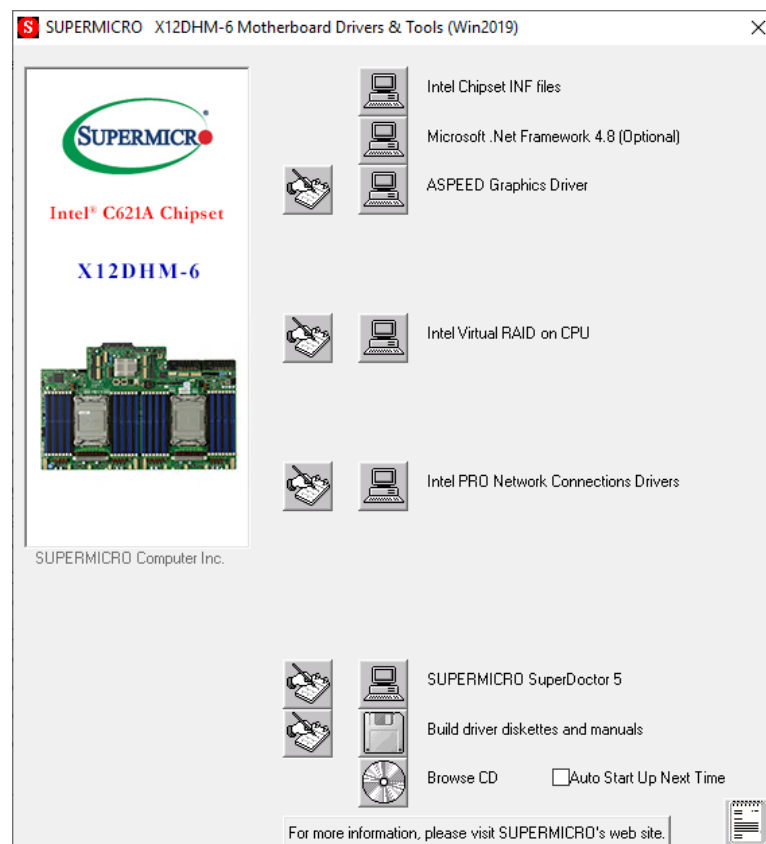 S SUPERMICRO X12DHM-6 Motherboard Drivers & Tools (Win2019)
SUPERMICRO
Intel® C621A Chipset
X12DHM-6
SUPERMICRO Computer Inc.
Intel Chipset INF files
Microsoft .Net Framework 4.8 (Optional)
ASPEED Graphics Driver
Intel Virtual RAID on CPU
Intel PRO Network Connections Drivers
SUPERMICRO SuperDoctor 5
Build driver diskettes and manuals
Browse CD
Auto Start Up Next Time
For more information, please visit SUPERMICRO's web site.